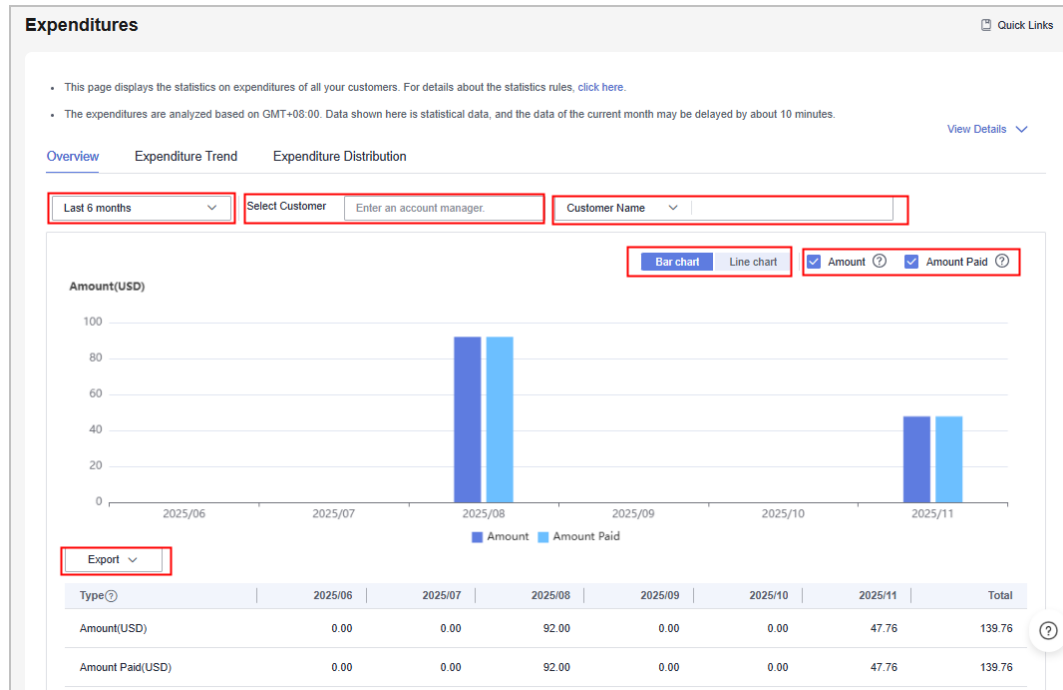 Expenditures
Quick Links
This page displays the statistics on expenditures of all your customers. For details about the statistics rules, click here.
The expenditures are analyzed based on GMT+08:00. Data shown here is statistical data, and the data of the current month may be delayed by about 10 minutes.
View Details
Overview Expenditure Trend Expenditure Distribution
Last 6 months Select Customer Enter an account manager. Customer Name
Bar chart Line chart Amount ? Amount Paid ?
Amount(USD)
100
80
60
40
20
0
2025/06 2025/07 2025/08 2025/09 2025/10 2025/11
Amount Amount Paid
Export
Type? 2025/06 2025/07 2025/08 2025/09 2025/10 2025/11 Total
Amount(USD) 0.00 0.00 92.00 0.00 0.00 47.76 139.76
?
Amount Paid(USD) 0.00 0.00 92.00 0.00 0.00 47.76 139.76